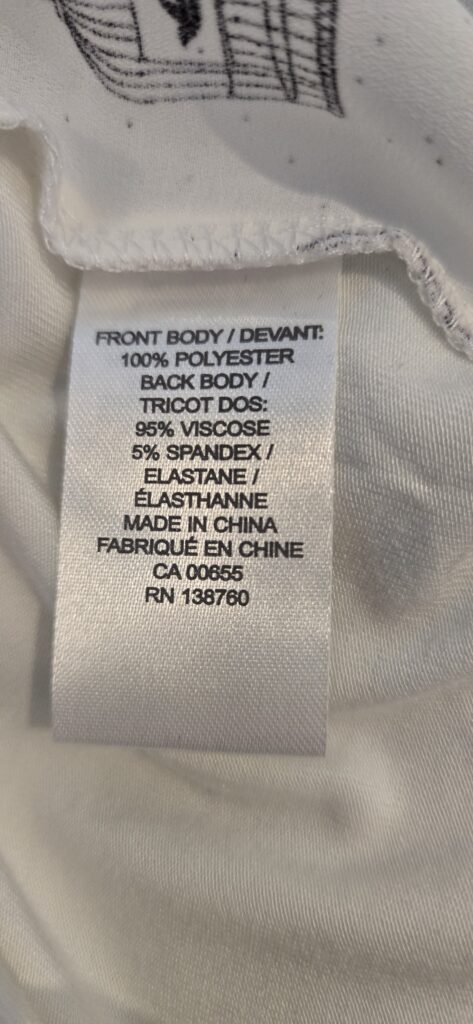 FRONT BODY / DEVANT:
100% POLYESTER
BACK BODY /
TRICOT DOS:
95% VISCOSE
5% SPANDEX /
ELASTANE /
ÉLASTHANNE
MADE IN CHINA
FABRIQUÉ EN CHINE
CA 00655
RN 138760